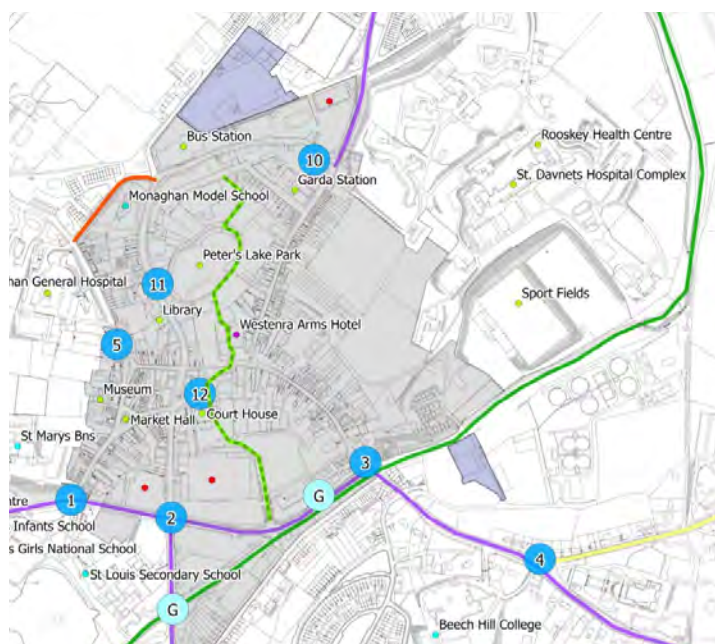 Bus Station
Rooskey Health Centre
10
St. Davnets Hospital Complex
Garda Station
Monaghan Model School
Peter's Lake Park
han General Hospital
11
Sport Fields
Library
Westenra Arms Hotel
5
Museum
12
Court House
Market Hall
St Marys Bns
3
1
G
ntre
2
Infants School
s Girls National School
4
St Louis Secondary School
G
Beech Hill College